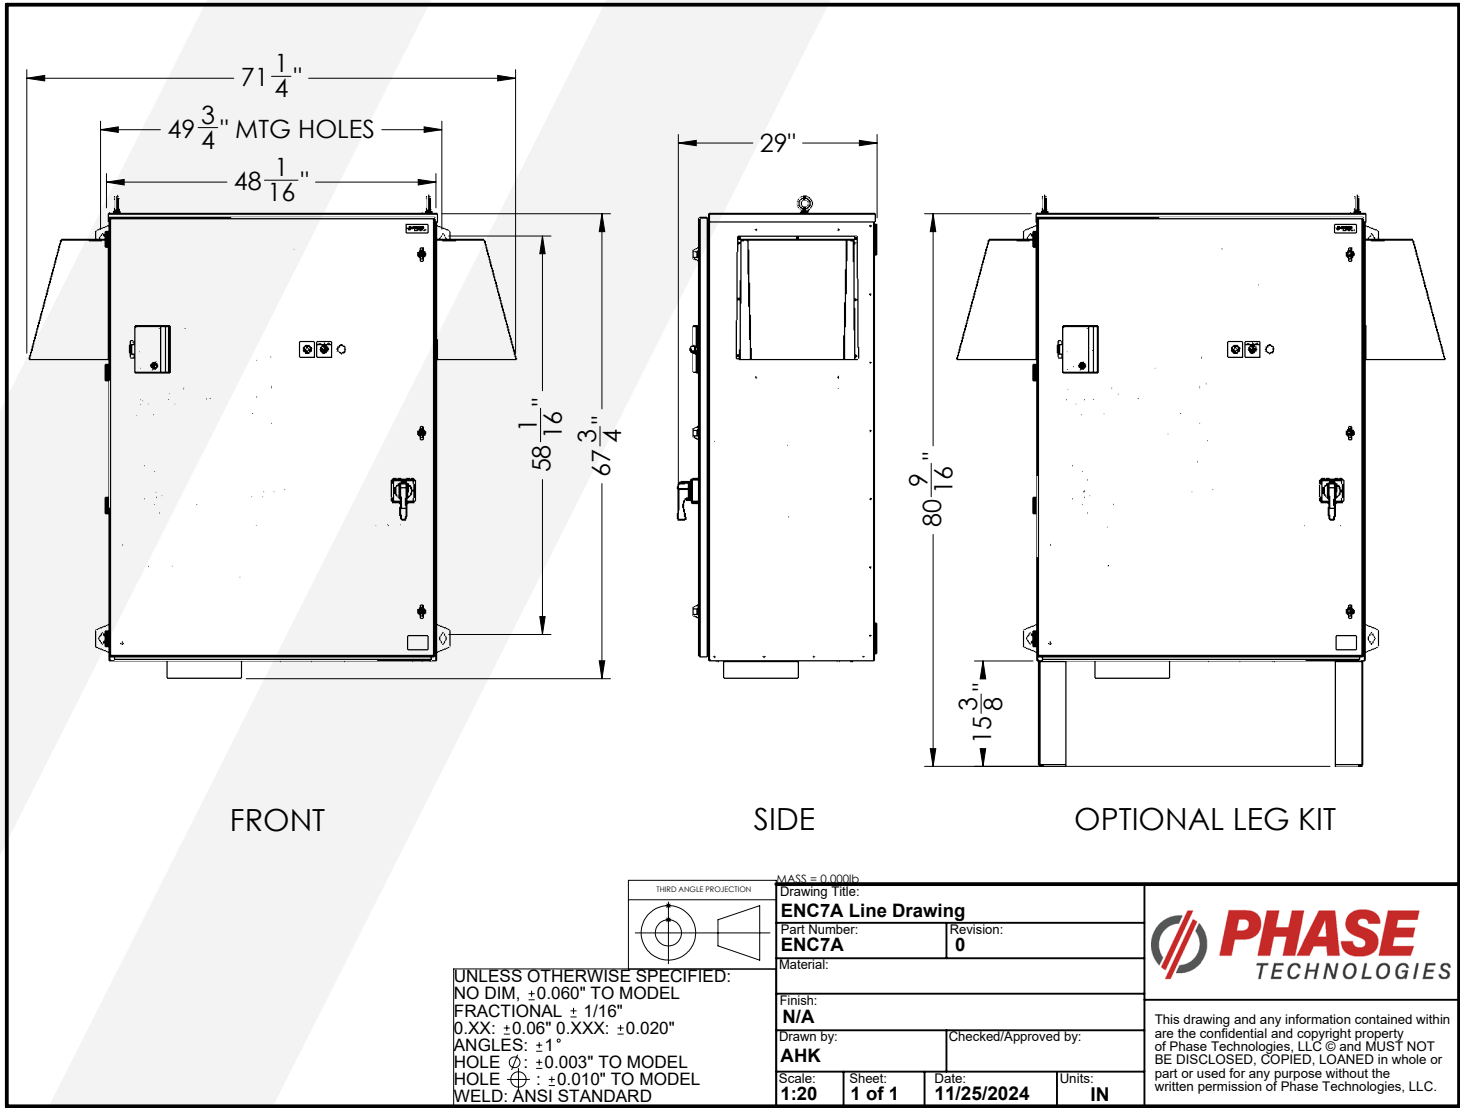 71 1/4"
49 3/4" MTG HOLES
48 1/16"
58 1/16"
67 3/4"
29"
80 9/16"
15 3/8"
FRONT
SIDE
OPTIONAL LEG KIT
THIRD ANGLE PROJECTION
UNLESS OTHERWISE SPECIFIED:
NO DIM, ±0.060" TO MODEL
FRACTIONAL ± 1/16"
0.XX: ±0.06" 0.XXX: ±0.020"
ANGLES: ±1°
HOLE ∅: ±0.003" TO MODEL
HOLE ⌖ : ±0.010" TO MODEL
WELD: ANSI STANDARD
MASS = 0.000lb
Drawing Title:
ENC7A Line Drawing
Part Number:
ENC7A
Revision:
0
Material:
Finish:
N/A
Drawn by:
AHK
Checked/Approved by:
Scale:
1:20
Sheet:
1 of 1
Date:
11/25/2024
Units:
IN
PHASE
TECHNOLOGIES
This drawing and any information contained within
are the confidential and copyright property
of Phase Technologies, LLC © and MUST NOT
BE DISCLOSED, COPIED, LOANED in whole or
part or used for any purpose without the
written permission of Phase Technologies, LLC.